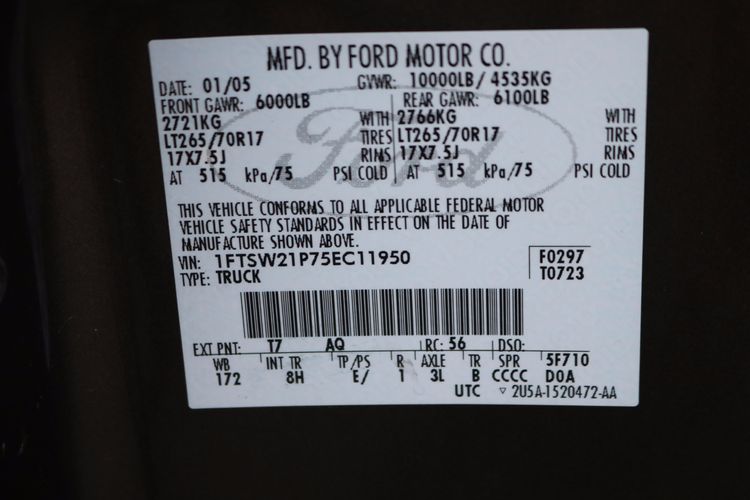 MFD. BY FORD MOTOR CO.
DATE: 01/05 GVWR: 10000LB/ 4535KG
FRONT GAWR: 6000LB REAR GAWR: 6100LB
2721KG WITH 2766KG WITH
LT265/70R17 TIRES LT265/70R17 TIRES
17X7.5J RIMS 17X7.5J RIMS
AT 515 kPa/75 PSI COLD AT 515 kPa/75 PSI COLD
Ford
THIS VEHICLE CONFORMS TO ALL APPLICABLE FEDERAL MOTOR
VEHICLE SAFETY STANDARDS IN EFFECT ON THE DATE OF
MANUFACTURE SHOWN ABOVE.
VIN: 1FTSW21P75EC11950 F0297
TYPE: TRUCK T0723
EXT PNT: T7 AQ RC: 56 DSO:
WB INT TR TP/PS R AXLE TR SPR 5F710
172 8H E/ 1 3L B CCCC DOA
UTC ▽ 2U5A-1520472-AA